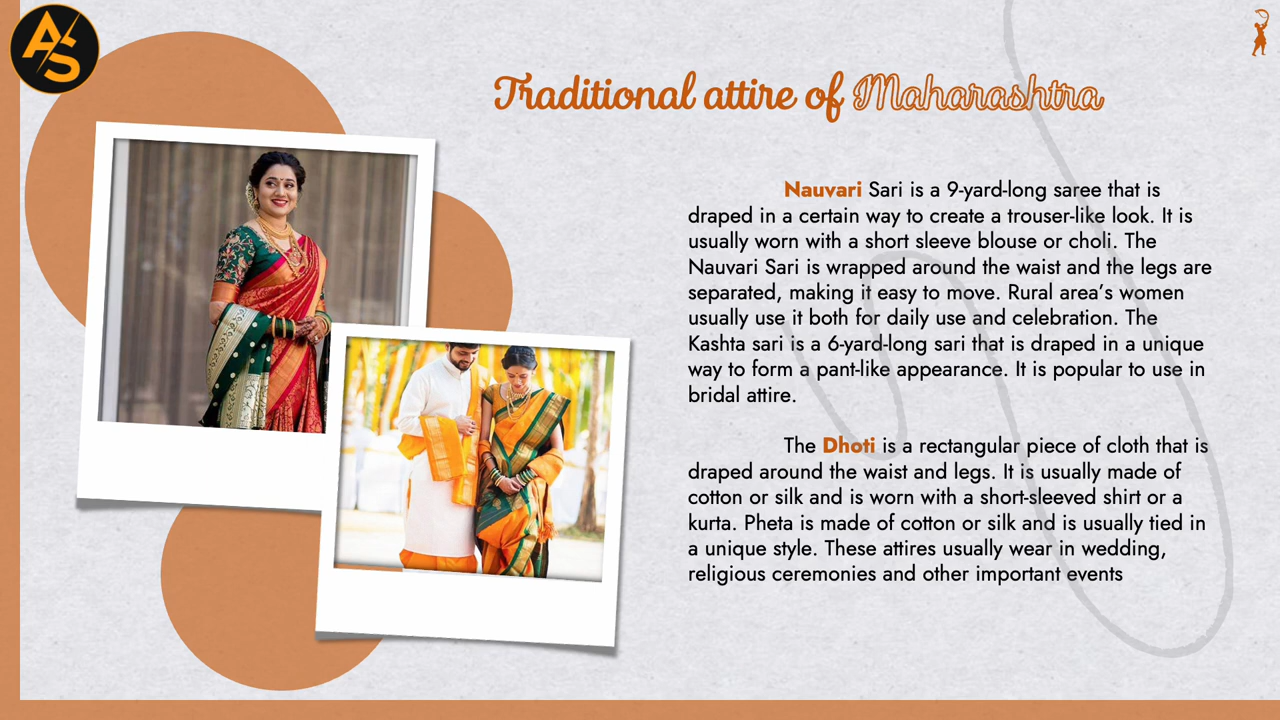 AS
Traditional attire of Maharashtra
Nauvari Sari is a 9-yard-long saree that is
draped in a certain way to create a trouser-like look. It is
usually worn with a short sleeve blouse or choli. The
Nauvari Sari is wrapped around the waist and the legs are
separated, making it easy to move. Rural area’s women
usually use it both for daily use and celebration. The
Kashta sari is a 6-yard-long sari that is draped in a unique
way to form a pant-like appearance. It is popular to use in
bridal attire.
The Dhoti is a rectangular piece of cloth that is
draped around the waist and legs. It is usually made of
cotton or silk and is worn with a short-sleeved shirt or a
kurta. Pheta is made of cotton or silk and is usually tied in
a unique style. These attires usually wear in wedding,
religious ceremonies and other important events